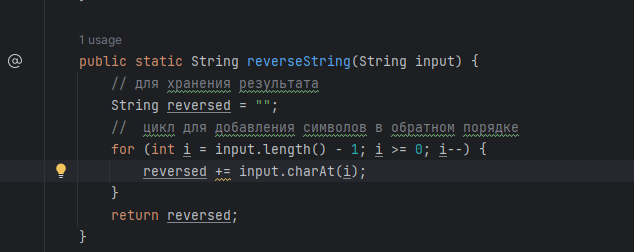 }
1 usage
@
public static String reverseString(String input) {
// для хранения результата
String reversed = "";
//  цикл для добавления символов в обратном порядке
for (int i = input.length() - 1; i >= 0; i--) {
reversed += input.charAt(i);
}
return reversed;
}